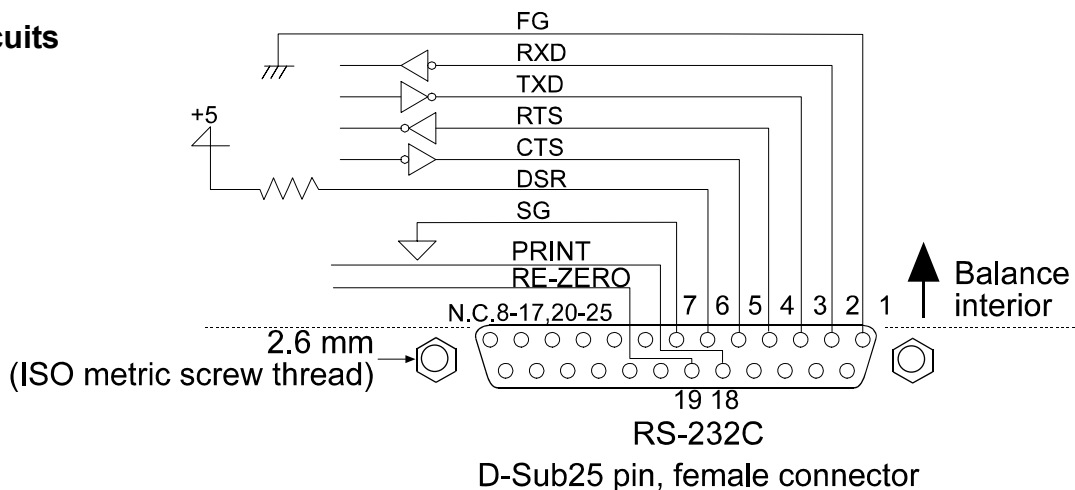 cuits
FG
RXD
TXD
RTS
CTS
DSR
SG
PRINT
RE-ZERO
+5
N.C.8-17,20-25
7 6 5 4 3 2 1
Balance
interior
2.6 mm
(ISO metric screw thread)
19 18
RS-232C
D-Sub25 pin, female connector